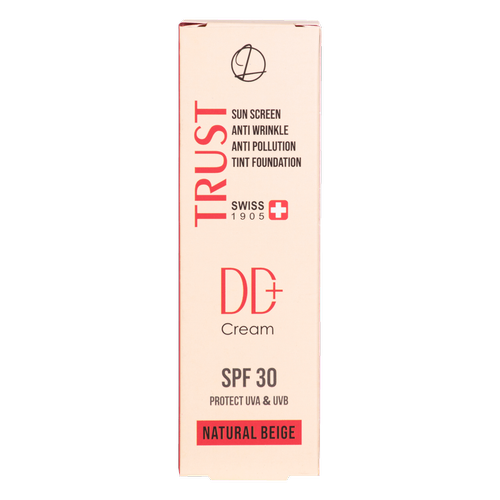 TRUST
SUN SCREEN
ANTI WRINKLE
ANTI POLLUTION
TINT FOUNDATION
SWISS
1905
DD+
Cream
SPF 30
PROTECT UVA & UVB
NATURAL BEIGE